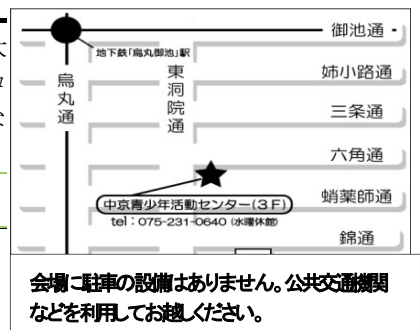 御池通
地下鉄「烏丸御池」駅
烏丸通
東洞院通
姉小路通
三条通
六角通
中京青少年活動センター(3F)
tel:075-231-0640 (水曜休館)
蛸薬師通
錦通
会場に駐車の設備はありません。公共交通機関
などを利用してお越しください。